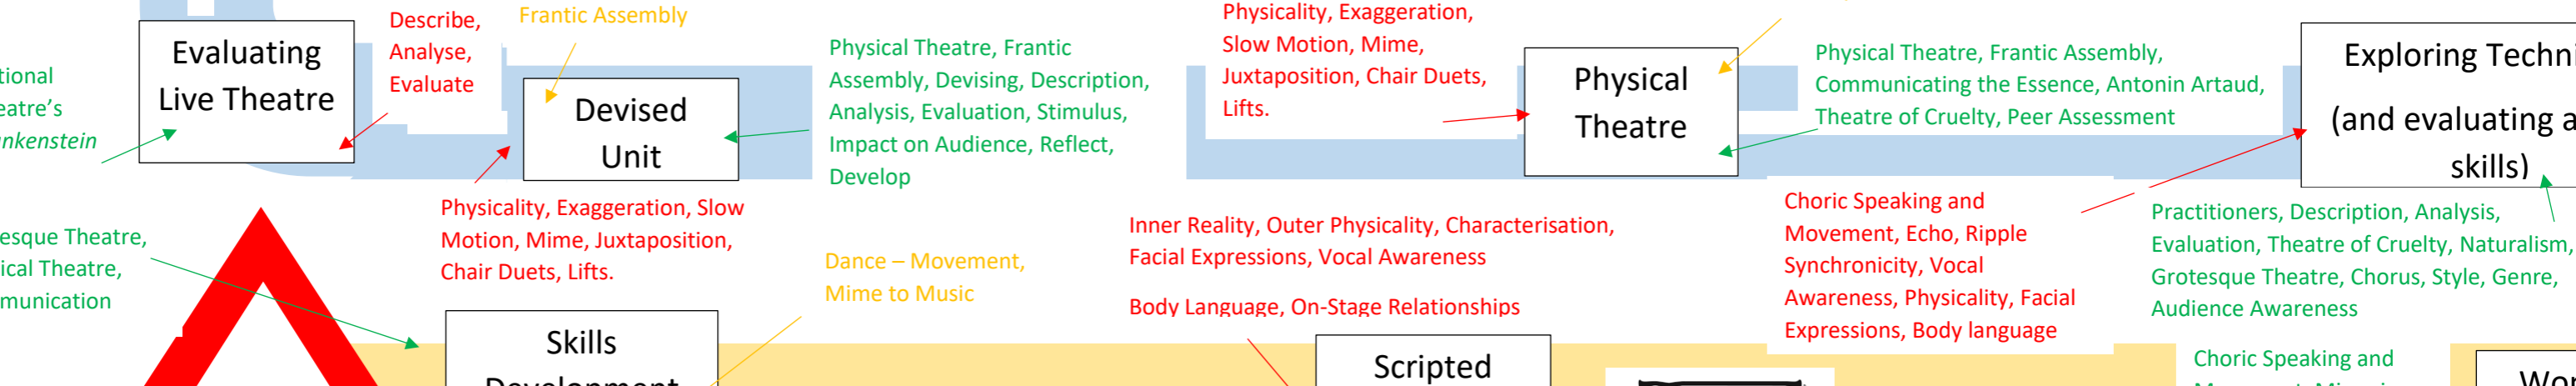 Evaluating
Live Theatre
Describe,
Analyse,
Evaluate
Frantic Assembly
Devised
Unit
Physical Theatre, Frantic
Assembly, Devising, Description,
Analysis, Evaluation, Stimulus,
Impact on Audience, Reflect,
Develop
Physicality, Exaggeration,
Slow Motion, Mime,
Juxtaposition, Chair Duets,
Lifts.
Physical
Theatre
Physical Theatre, Frantic Assembly,
Communicating the Essence, Antonin Artaud,
Theatre of Cruelty, Peer Assessment
Exploring Techni
(and evaluating a
skills)
tional
eatre's
nkenstein
esque Theatre,
ical Theatre,
munication
Physicality, Exaggeration, Slow
Motion, Mime, Juxtaposition,
Chair Duets, Lifts.
Dance – Movement,
Mime to Music
Inner Reality, Outer Physicality, Characterisation,
Facial Expressions, Vocal Awareness
Body Language, On-Stage Relationships
Choric Speaking and
Movement, Echo, Ripple
Synchronicity, Vocal
Awareness, Physicality, Facial
Expressions, Body language
Practitioners, Description, Analysis,
Evaluation, Theatre of Cruelty, Naturalism,
Grotesque Theatre, Chorus, Style, Genre,
Audience Awareness
Skills
Development
Scripted
Choric Speaking and
Wor